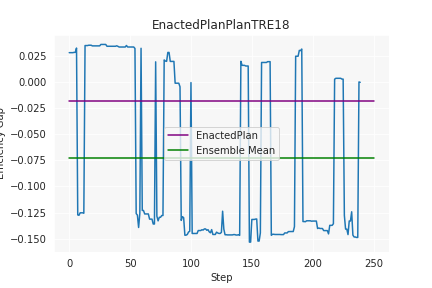 EnactedPlanPlanTRE18
0.025
0.000
−0.025
−0.050
−0.075
−0.100
−0.125
−0.150
Efficiency Gap
EnactedPlan
Ensemble Mean
0
50
100
150
200
250
Step